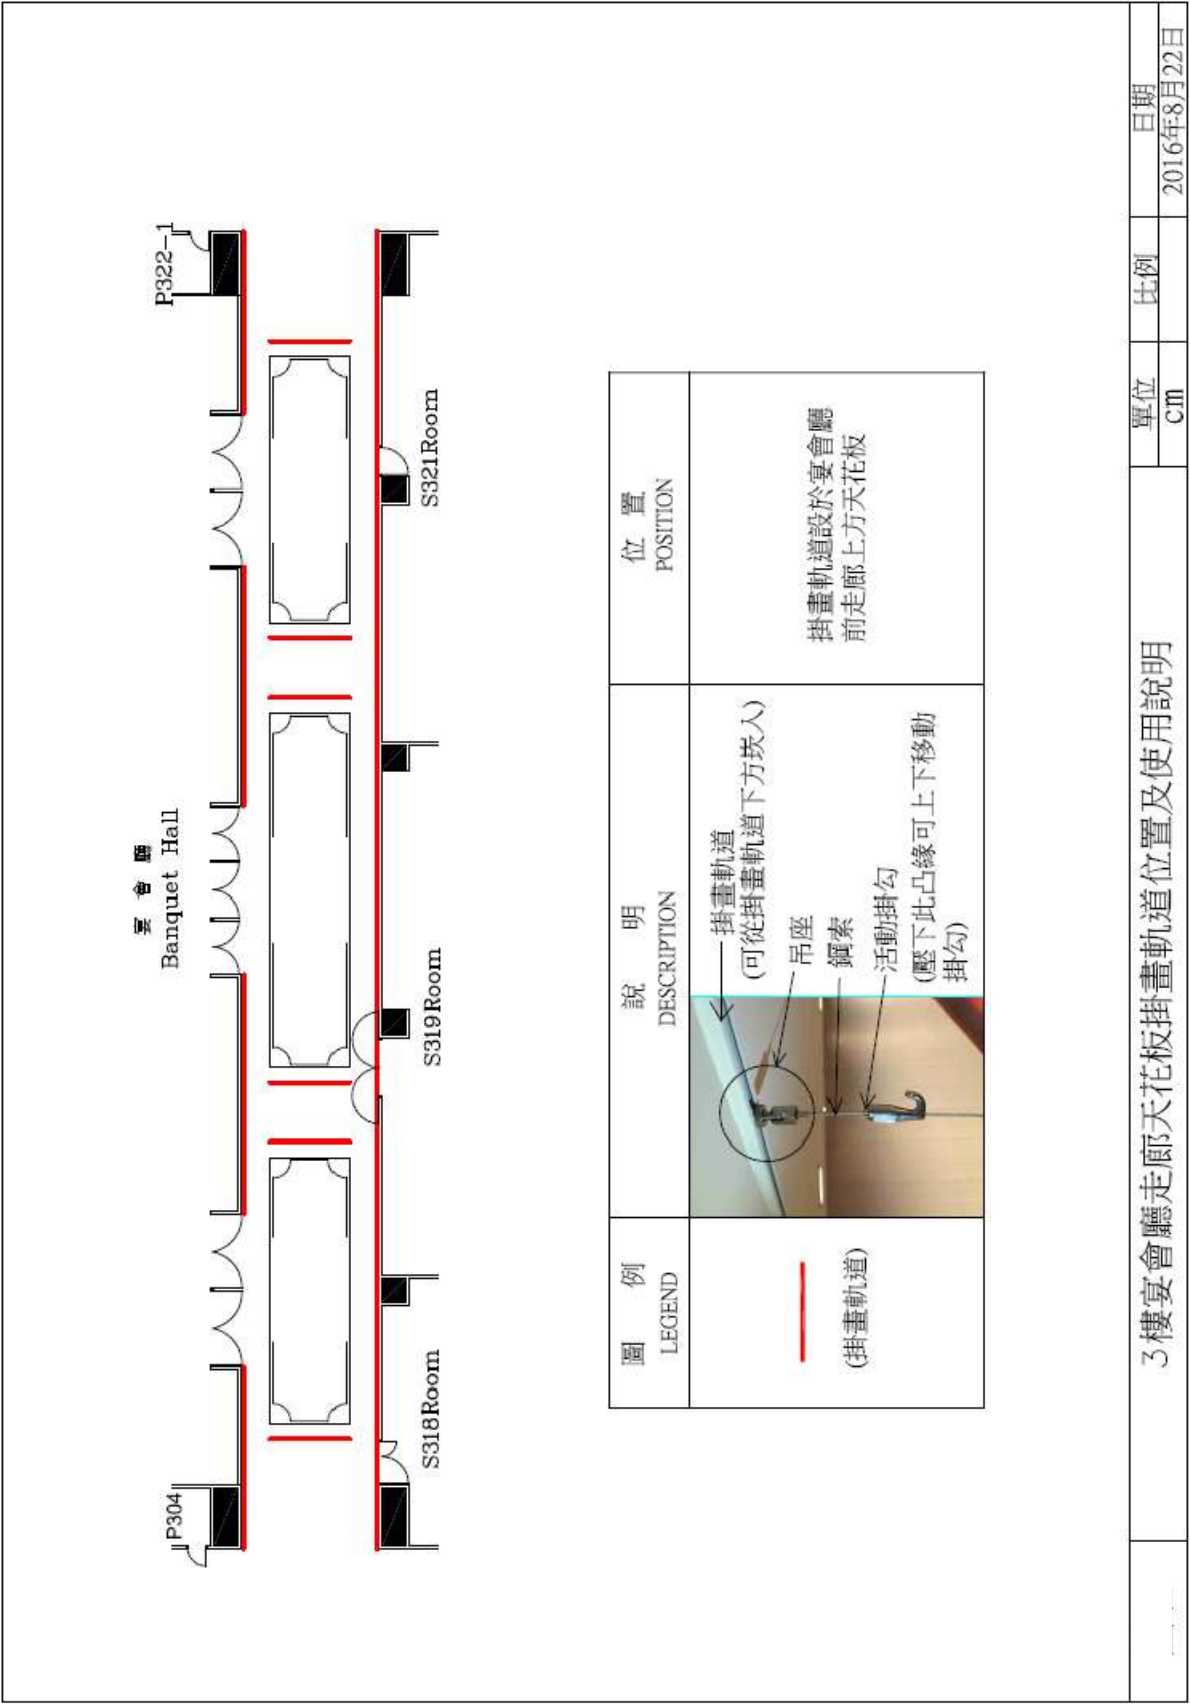 宴會廳
Banquet Hall
P304
P322-1
S318Room
S319Room
S321Room
圖例
LEGEND
說明
DESCRIPTION
位置
POSITION
(掛畫軌道)
掛畫軌道
(可從掛畫軌道下方崁入)
吊座
鋼索
活動掛勾
(壓下此凸緣可上下移動
掛勾)
掛畫軌道設於宴會廳
前走廊上方天花板
3樓宴會廳走廊天花板掛畫軌道位置及使用說明
單位
cm
比例
日期
2016年8月22日